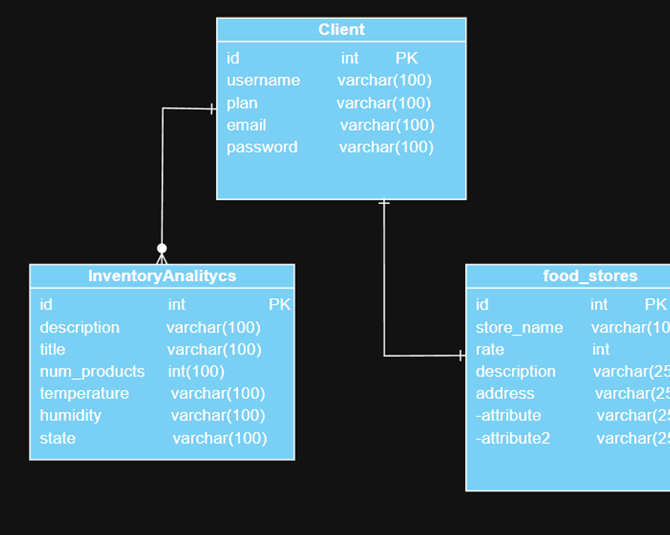 Client
id int PK
username varchar(100)
plan varchar(100)
email varchar(100)
password varchar(100)
InventoryAnalitycs
id int PK
description varchar(100)
title varchar(100)
num_products int(100)
temperature varchar(100)
humidity varchar(100)
state varchar(100)
food_stores
id int PK
store_name varchar(10
rate int
description varchar(25
address varchar(25
-attribute varchar(25
-attribute2 varchar(25